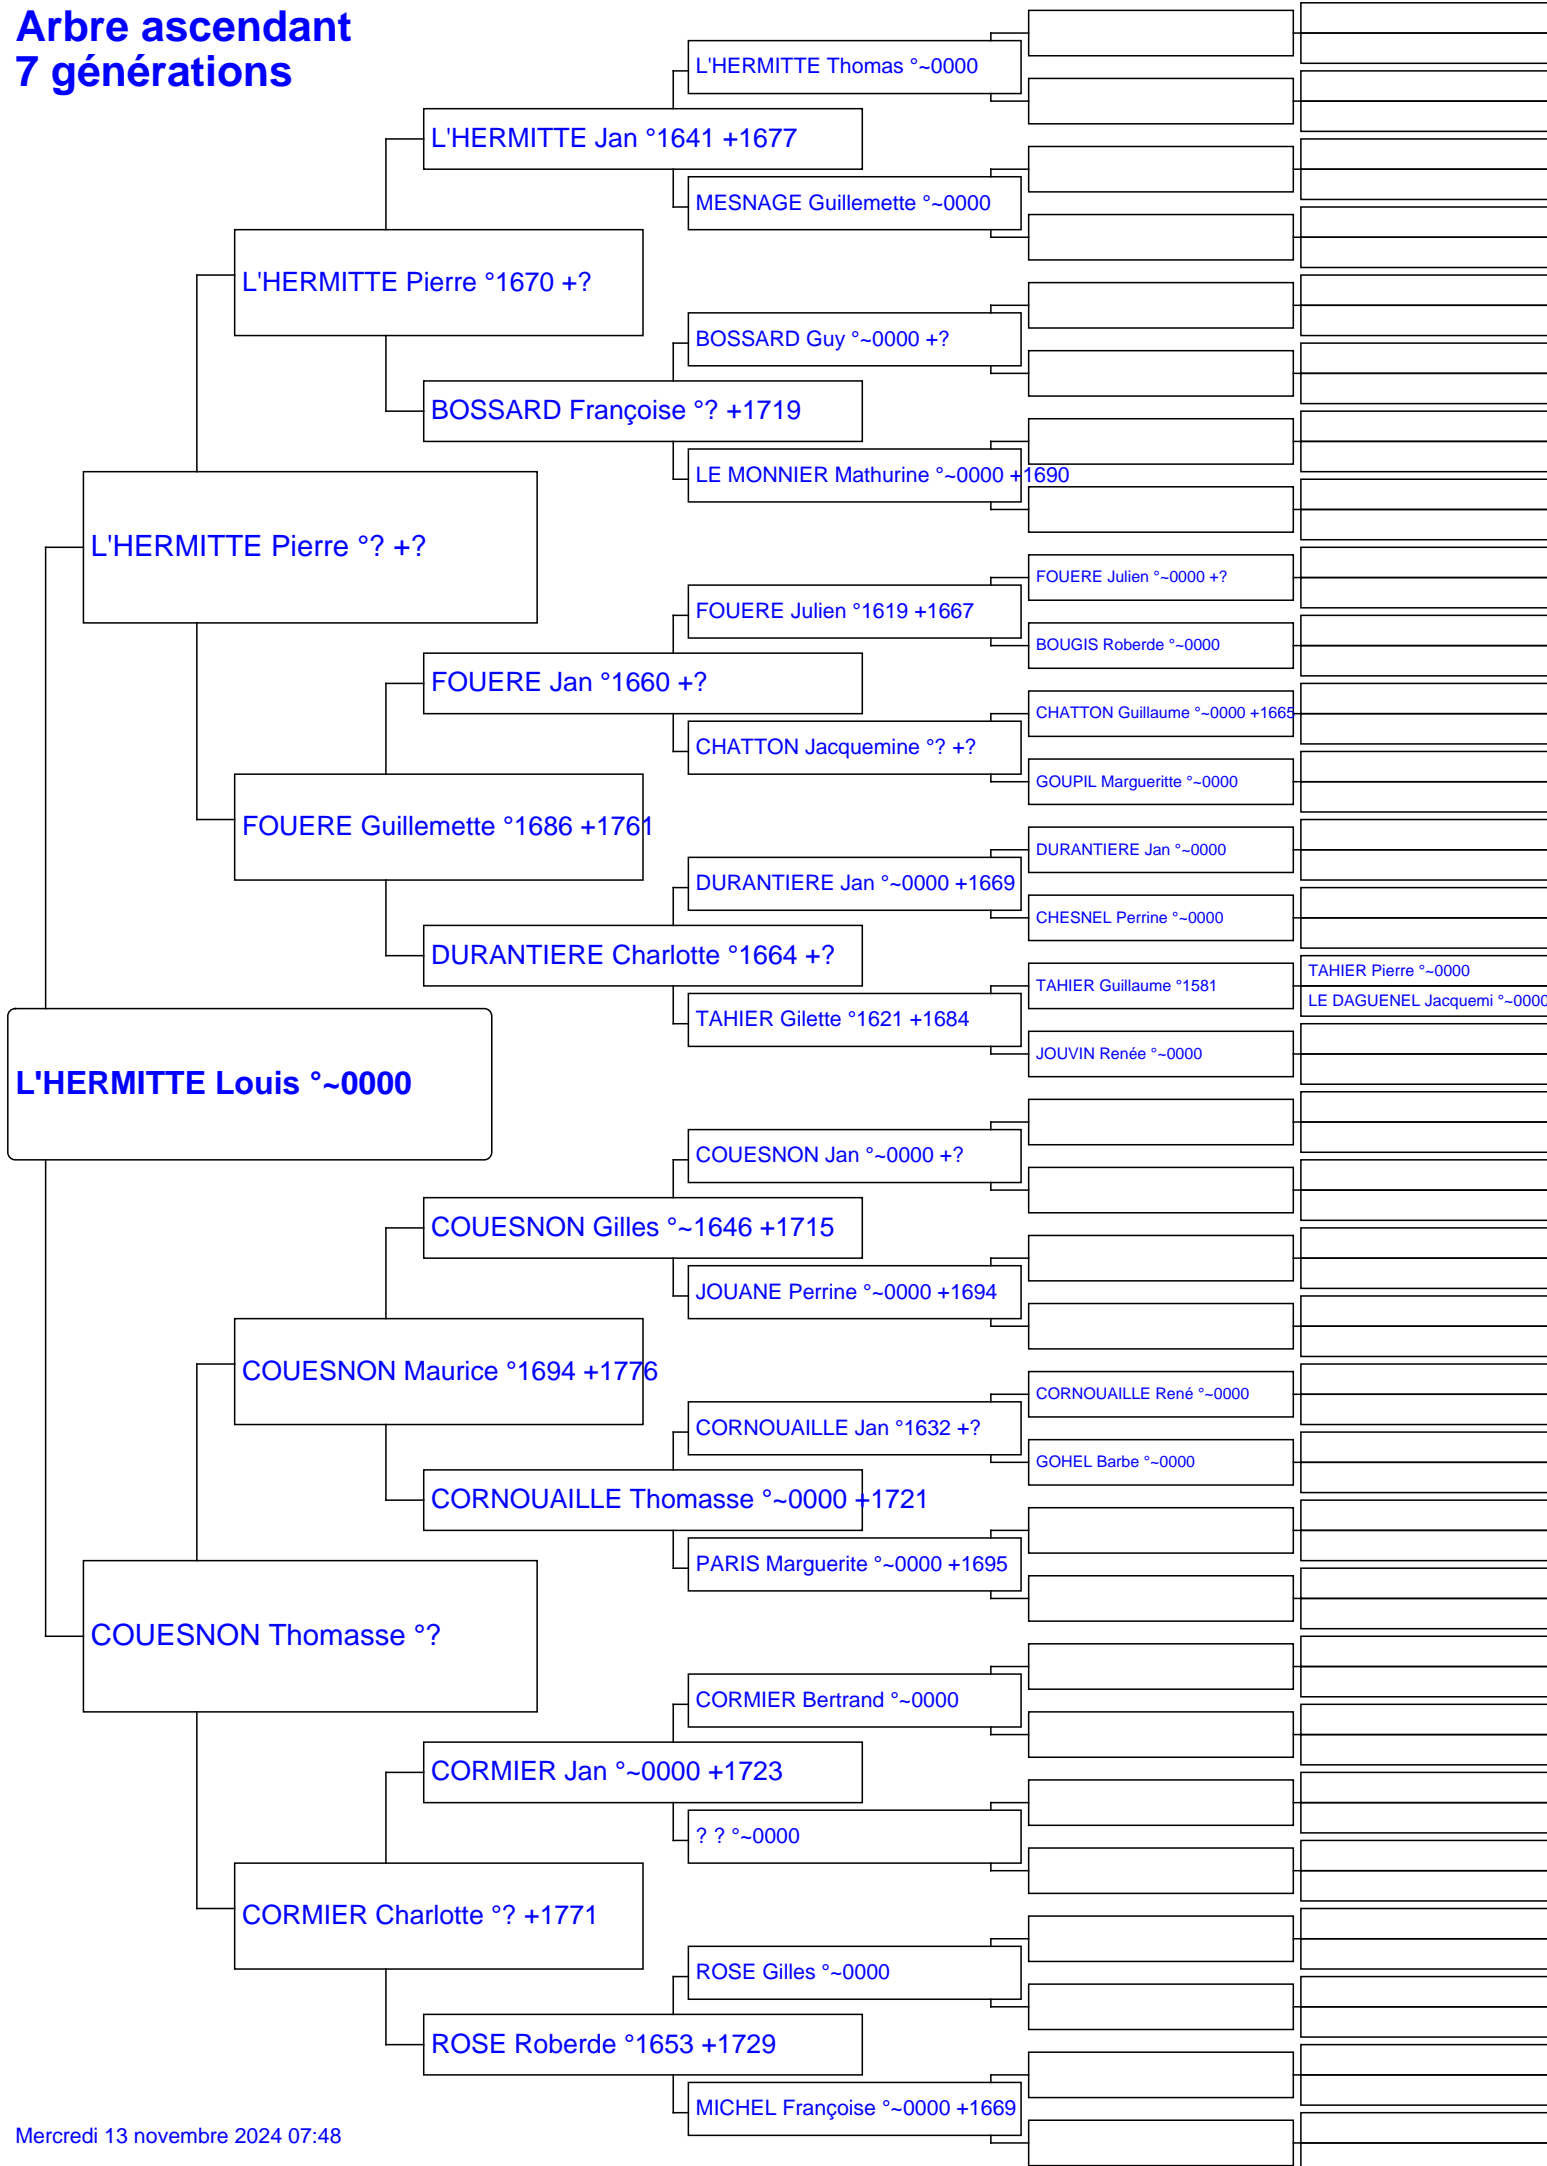 Arbre ascendant
7 générations
L'HERMITTE Thomas °~0000
L'HERMITTE Jan °1641 +1677
MESNAGE Guillemette °~0000
L'HERMITTE Pierre °1670 +?
BOSSARD Guy °~0000 +?
BOSSARD Françoise °? +1719
LE MONNIER Mathurine °~0000 +1690
L'HERMITTE Pierre °? +?
FOUERE Julien °~0000 +?
FOUERE Julien °1619 +1667
BOUGIS Roberde °~0000
FOUERE Jan °1660 +?
CHATTON Guillaume °~0000 +1665
CHATTON Jacquemine °? +?
GOUPIL Margueritte °~0000
FOUERE Guillemette °1686 +1761
DURANTIERE Jan °~0000
DURANTIERE Jan °~0000 +1669
CHESNEL Perrine °~0000
DURANTIERE Charlotte °1664 +?
TAHIER Pierre °~0000
TAHIER Guillaume °1581
LE DAGUENEL Jacquemi °~0000
TAHIER Gilette °1621 +1684
JOUVIN Renée °~0000
L'HERMITTE Louis °~0000
COUESNON Jan °~0000 +?
COUESNON Gilles °~1646 +1715
JOUANE Perrine °~0000 +1694
COUESNON Maurice °1694 +1776
CORNOUAILLE René °~0000
CORNOUAILLE Jan °1632 +?
GOHEL Barbe °~0000
CORNOUAILLE Thomasse °~0000 +1721
PARIS Marguerite °~0000 +1695
COUESNON Thomasse °?
CORMIER Bertrand °~0000
CORMIER Jan °~0000 +1723
? ? °~0000
CORMIER Charlotte °? +1771
ROSE Gilles °~0000
ROSE Roberde °1653 +1729
MICHEL Françoise °~0000 +1669
Mercredi 13 novembre 2024 07:48